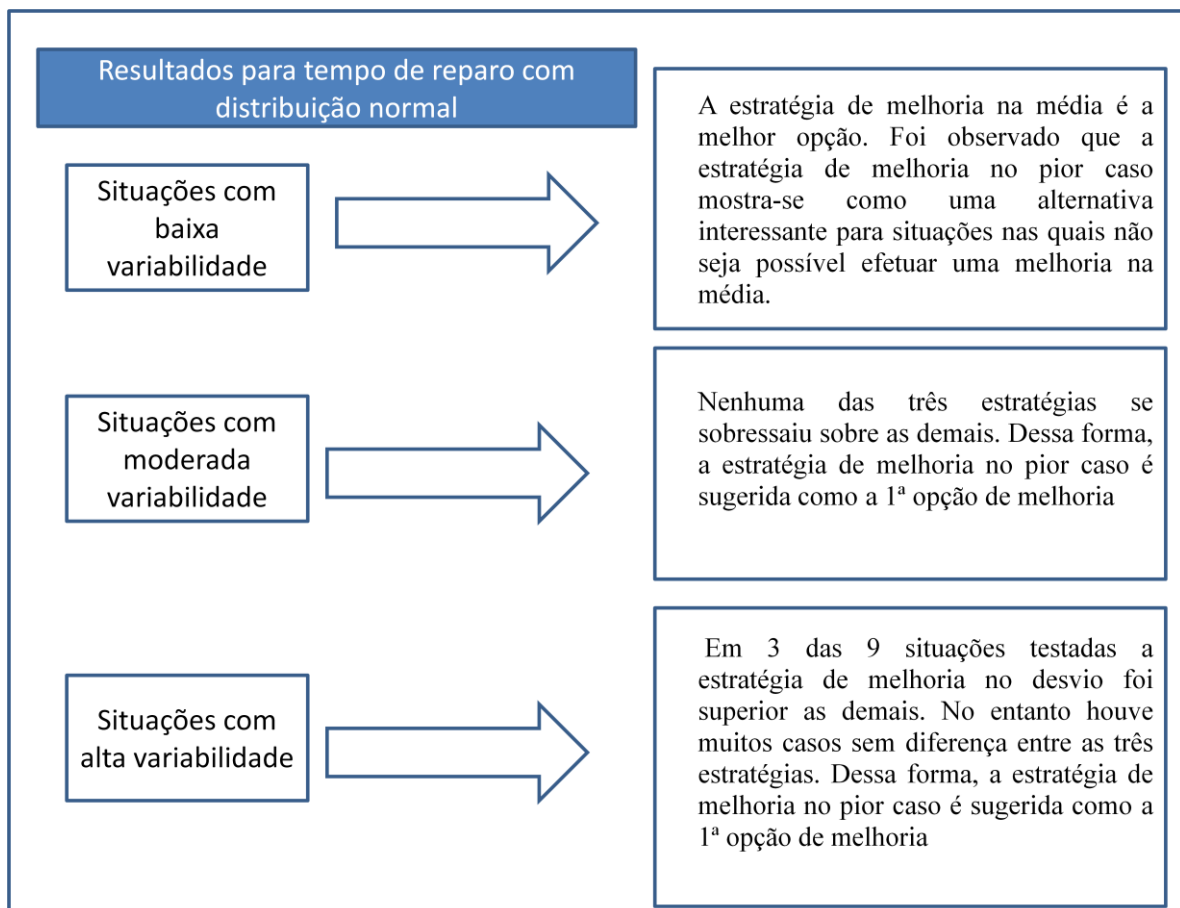 Resultados para tempo de reparo com
distribuição normal
Situações com
baixa
variabilidade
A estratégia de melhoria na média é a
melhor opção. Foi observado que a
estratégia de melhoria no pior caso
mostra-se como uma alternativa
interessante para situações nas quais não
seja possível efetuar uma melhoria na
média.
Situações com
moderada
variabilidade
Nenhuma das três estratégias se
sobressaiu sobre as demais. Dessa forma,
a estratégia de melhoria no pior caso é
sugerida como a 1ª opção de melhoria
Situações com
alta variabilidade
Em 3 das 9 situações testadas a
estratégia de melhoria no desvio foi
superior as demais. No entanto houve
muitos casos sem diferença entre as três
estratégias. Dessa forma, a estratégia de
melhoria no pior caso é sugerida como a
1ª opção de melhoria